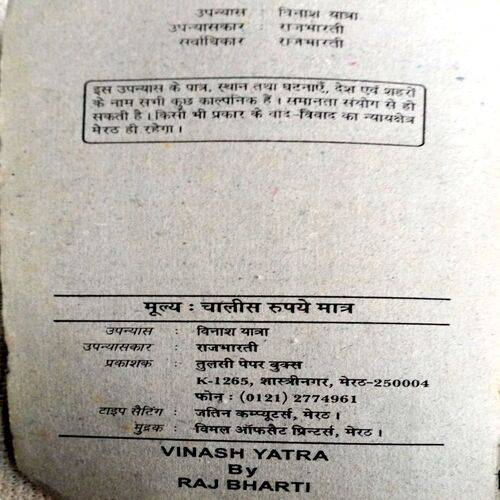 उपन्यास : विनाश यात्रा
उपन्यासकार : राजभारती
सर्वाधिकार : राजभारती
इस उपन्यास के पात्र, स्थान तथा घटनाएँ, देश एवं शहरों
के नाम सभी कुछ काल्पनिक हैं । समानता संयोग से हो
सकती है । किसी भी प्रकार के वाद-विवाद का न्यायक्षेत्र
मेरठ ही रहेगा ।
मूल्य : चालीस रुपये मात्र
उपन्यास : विनाश यात्रा
उपन्यासकार : राजभारती
प्रकाशक : तुलसी पेपर बुक्स
K-1265, शास्त्रीनगर, मेरठ-250004
फोन : (0121) 2774961
टाइप सैटिंग : जतिन कम्प्यूटर्स, मेरठ ।
मुद्रक : विमल ऑफसैट प्रिन्टर्स, मेरठ ।
VINASH YATRA
By
RAJ BHARTI